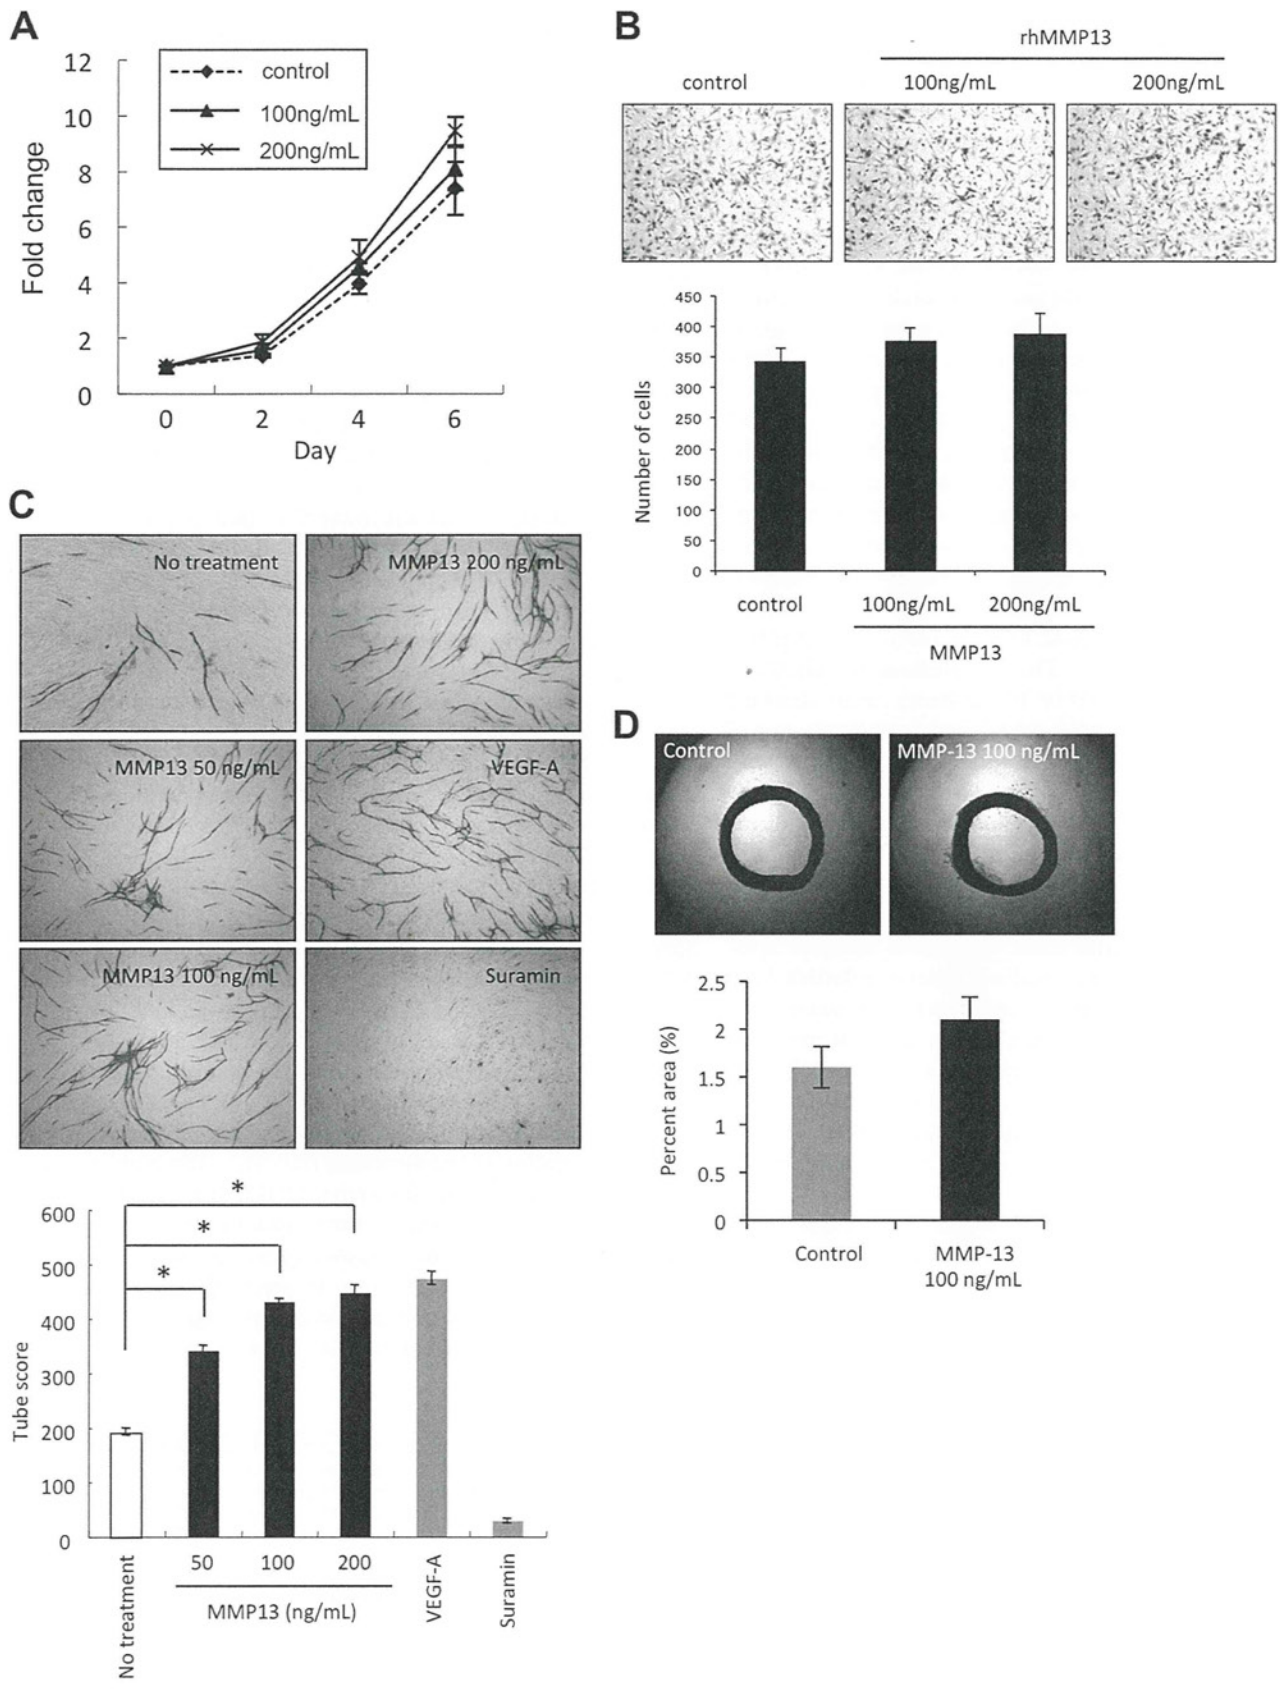 A
12
10
8
6
4
2
0
Fold change
control
100ng/mL
200ng/mL
0 2 4 6
Day
B
rhMMP13
control 100ng/mL 200ng/mL
450
400
350
300
250
200
150
100
50
0
Number of cells
control 100ng/mL 200ng/mL
MMP13
C
No treatment
MMP13 200 ng/mL
MMP13 50 ng/mL
VEGF-A
MMP13 100 ng/mL
Suramin
*
*
*
600
500
400
300
200
100
0
Tube score
No treatment
50 100 200
MMP13 (ng/mL)
VEGF-A
Suramin
D
Control
MMP-13 100 ng/mL
2.5
2
1.5
1
0.5
0
Percent area (%)
Control
MMP-13
100 ng/mL